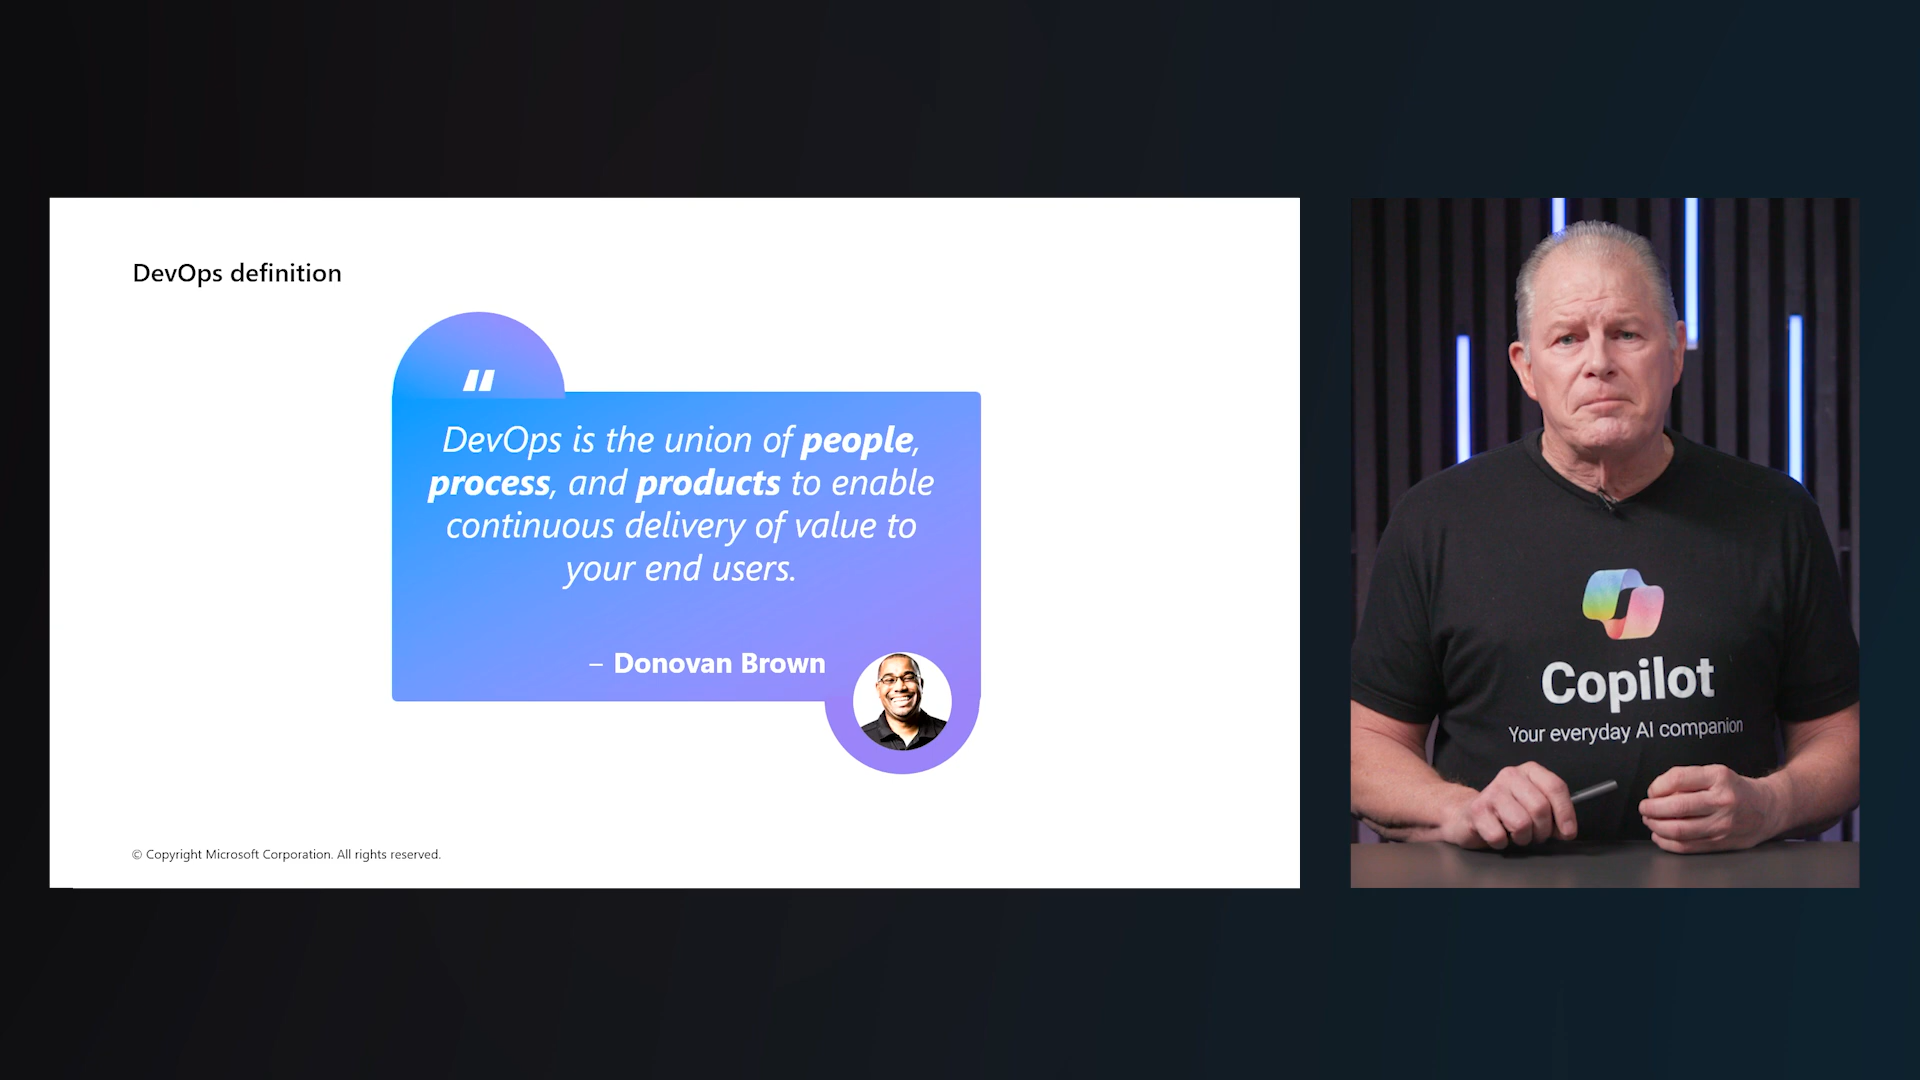 DevOps definition
"
DevOps is the union of people,
process, and products to enable
continuous delivery of value to
your end users.
– Donovan Brown
© Copyright Microsoft Corporation. All rights reserved.
Copilot
Your everyday AI companion